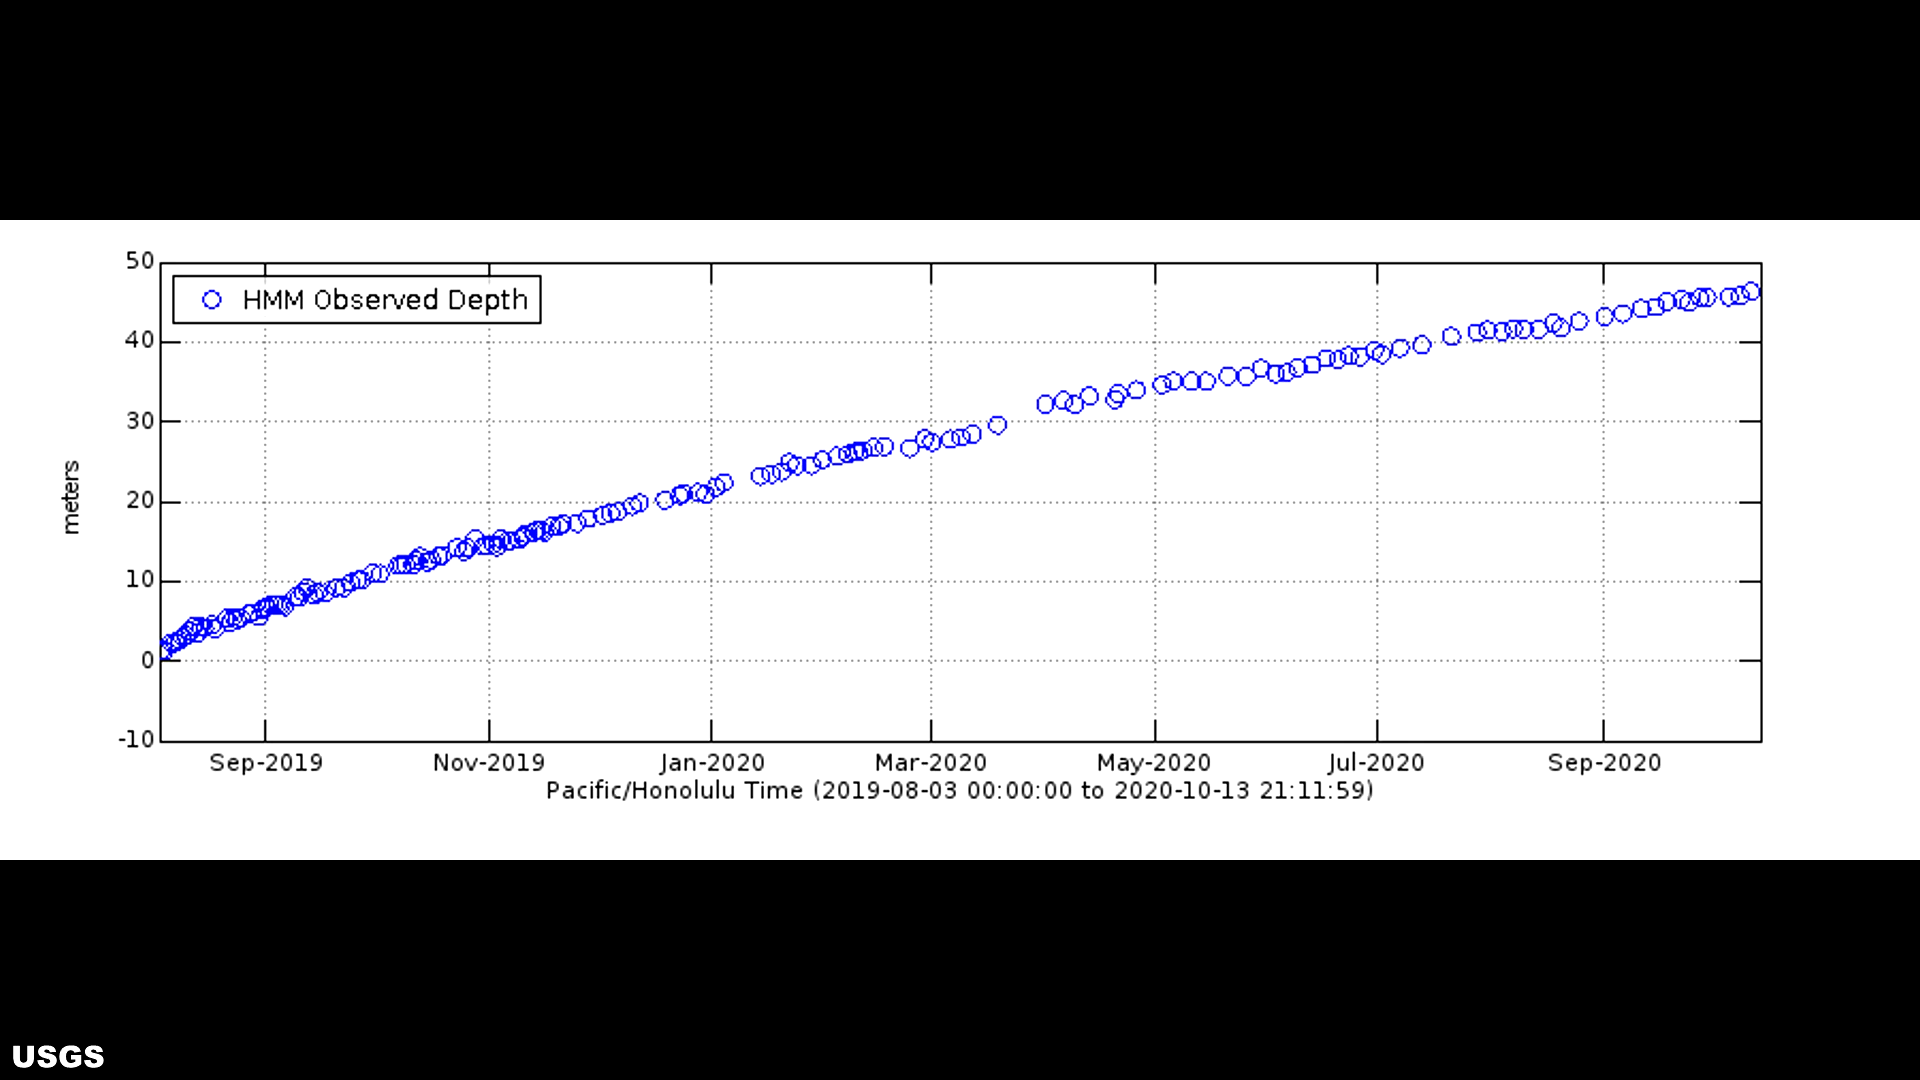 50
HMM Observed Depth
40
30
meters
20
10
0
-10
Sep-2019 Nov-2019 Jan-2020 Mar-2020 May-2020 Jul-2020 Sep-2020
Pacific/Honolulu Time (2019-08-03 00:00:00 to 2020-10-13 21:11:59)
USGS